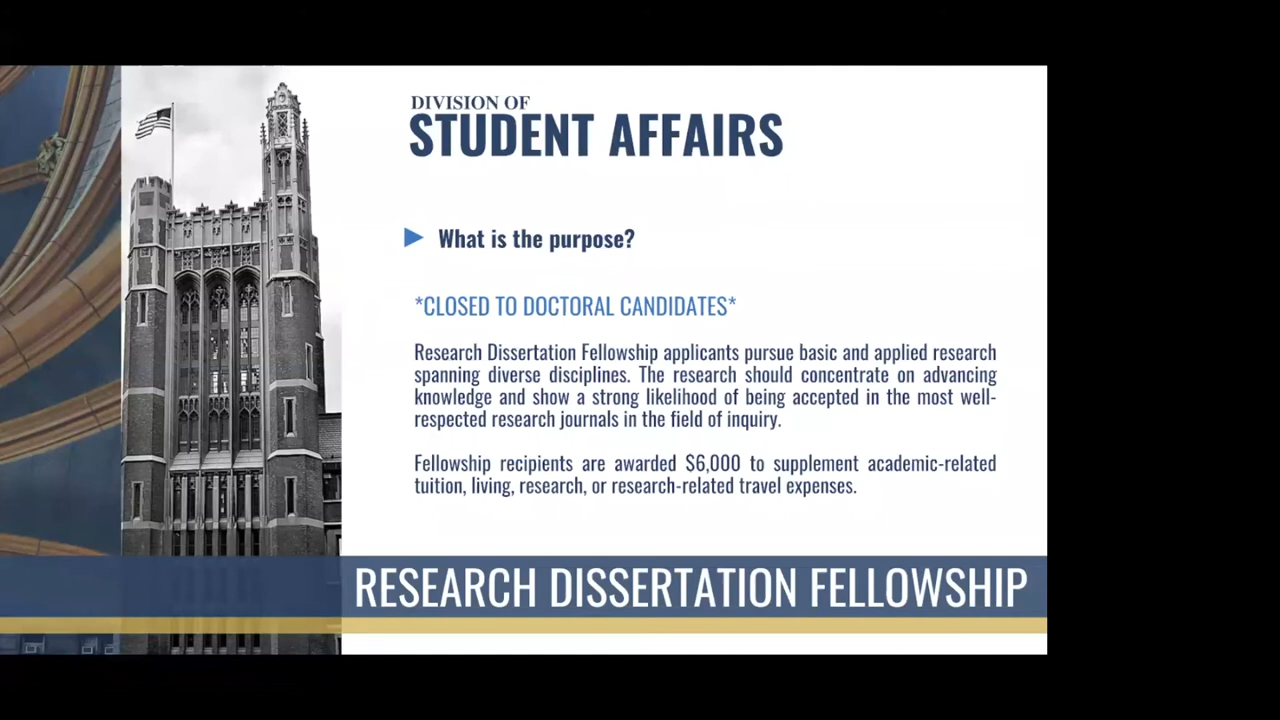 DIVISION OF
STUDENT AFFAIRS
What is the purpose?
*CLOSED TO DOCTORAL CANDIDATES*
Research Dissertation Fellowship applicants pursue basic and applied research
spanning diverse disciplines. The research should concentrate on advancing
knowledge and show a strong likelihood of being accepted in the most well-
respected research journals in the field of inquiry.
Fellowship recipients are awarded $6,000 to supplement academic-related
tuition, living, research, or research-related travel expenses.
RESEARCH DISSERTATION FELLOWSHIP